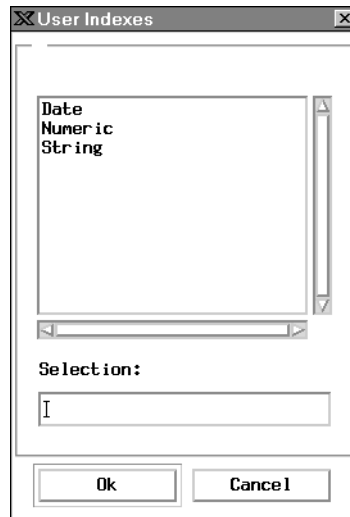 User Indexes
Date
Numeric
String
Selection:
Ok Cancel